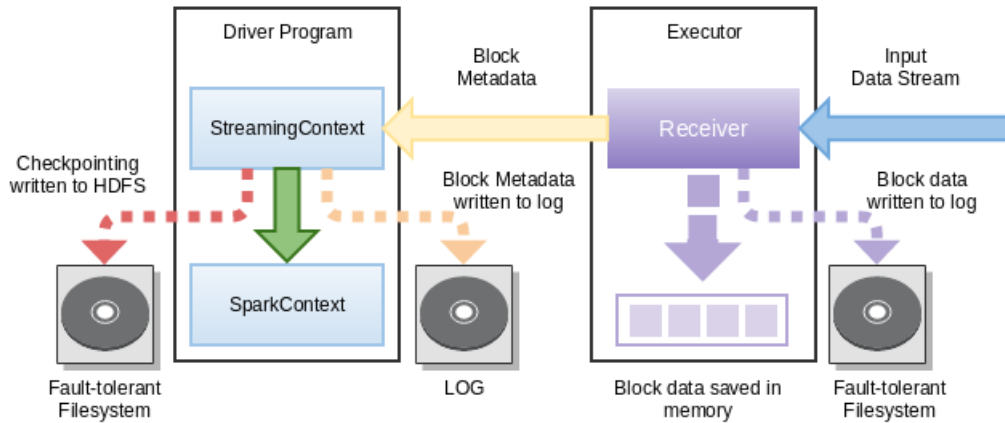 Driver Program
Executor
Block
Metadata
Input
Data Stream
StreamingContext
Receiver
Checkpointing
written to HDFS
Block Metadata
written to log
Block data
written to log
SparkContext
Fault-tolerant
Filesystem
LOG
Block data saved in
memory
Fault-tolerant
Filesystem